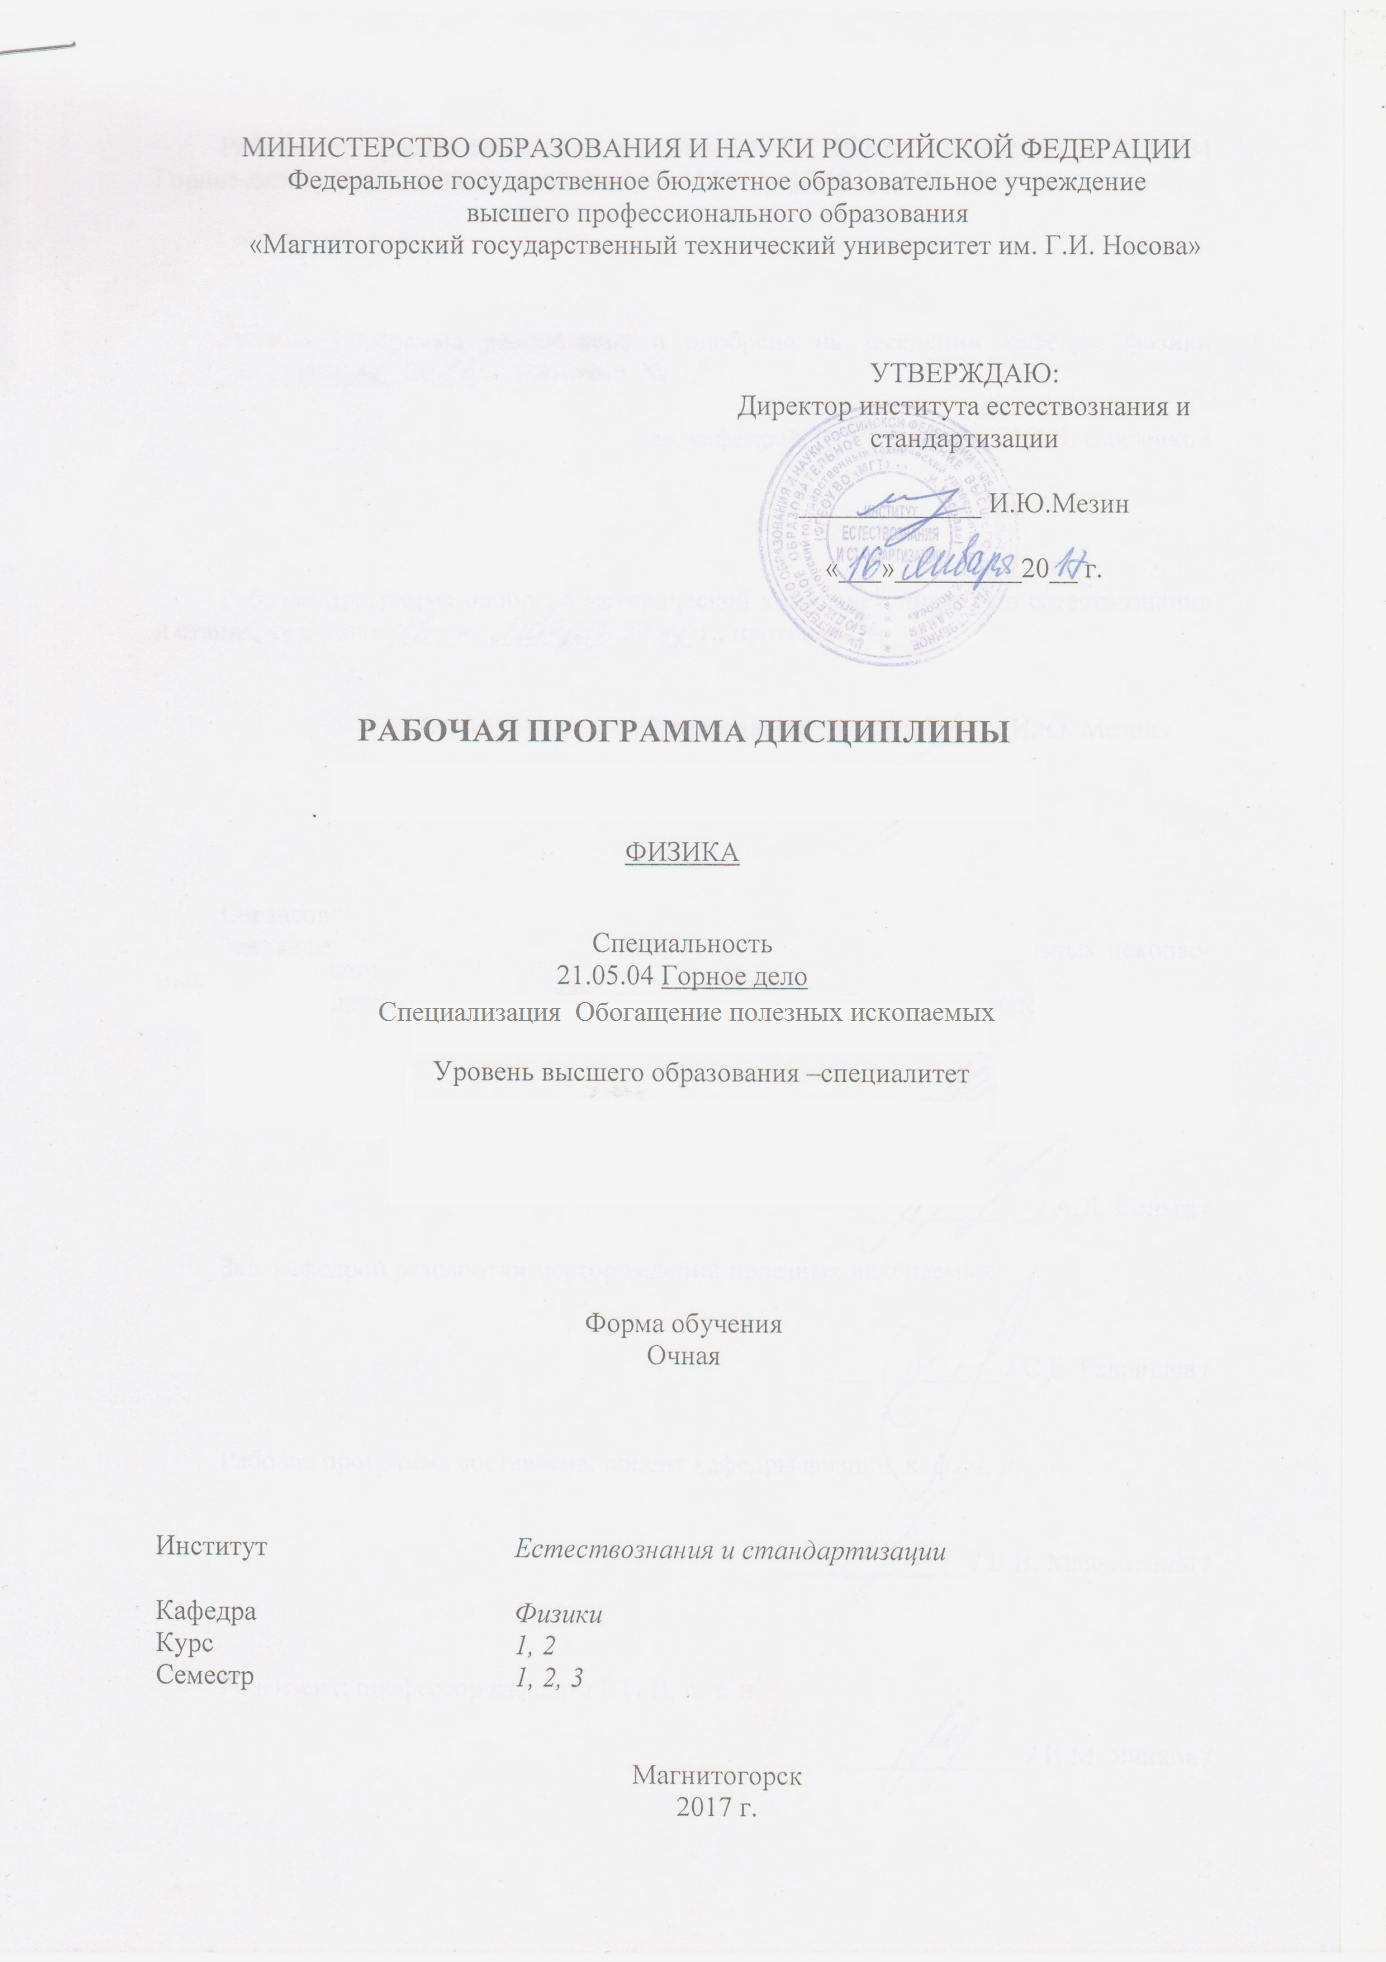 МИНИСТЕРСТВО ОБРАЗОВАНИЯ И НАУКИ РОССИЙСКОЙ ФЕДЕРАЦИИ
Федеральное государственное бюджетное образовательное учреждение
высшего профессионального образования
«Магнитогорский государственный технический университет им. Г.И. Носова»
УТВЕРЖДАЮ:
Директор института естествознания и
стандартизации
И.Ю.Мезин
ИНСТИТУТ
ЕСТЕСТВОЗНАНИЯ
И СТАНДАРТИЗАЦИИ
«16» января 2017 г.
РАБОЧАЯ ПРОГРАММА ДИСЦИПЛИНЫ
ФИЗИКА
Специальность
21.05.04 Горное дело
Специализация Обогащение полезных ископаемых
Уровень высшего образования –специалитет
Форма обучения
Очная
Институт Естествознания и стандартизации
Кафедра Физики
Курс 1, 2
Семестр 1, 2, 3
Магнитогорск
2017 г.